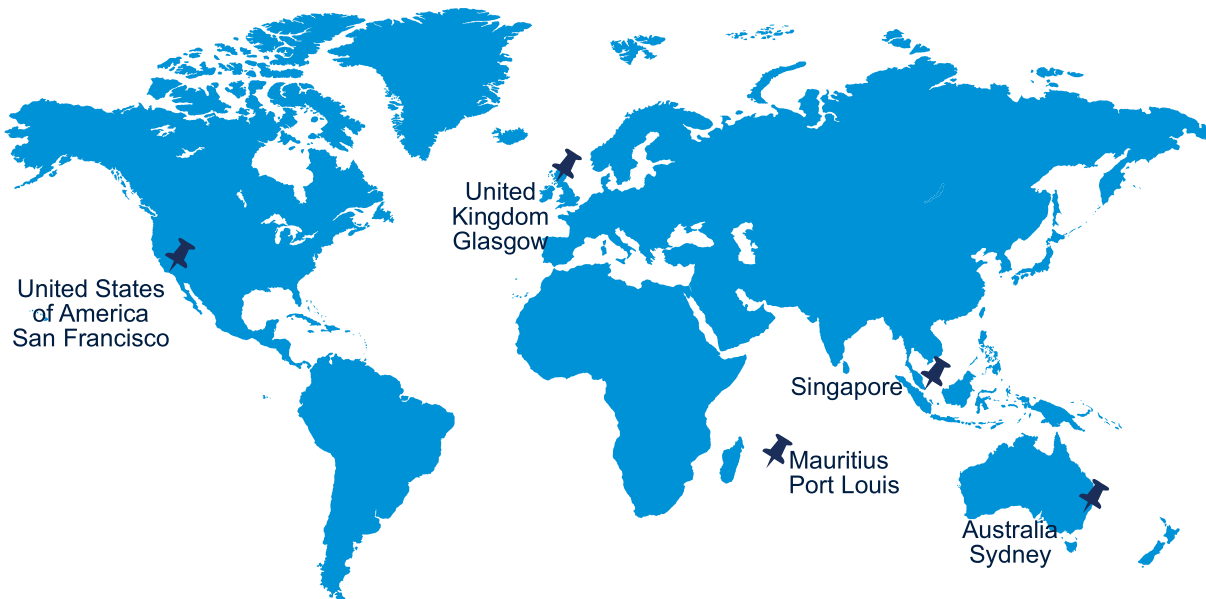 United
Kingdom
Glasgow
United States
of America
San Francisco
Singapore
Mauritius
Port Louis
Australia
Sydney